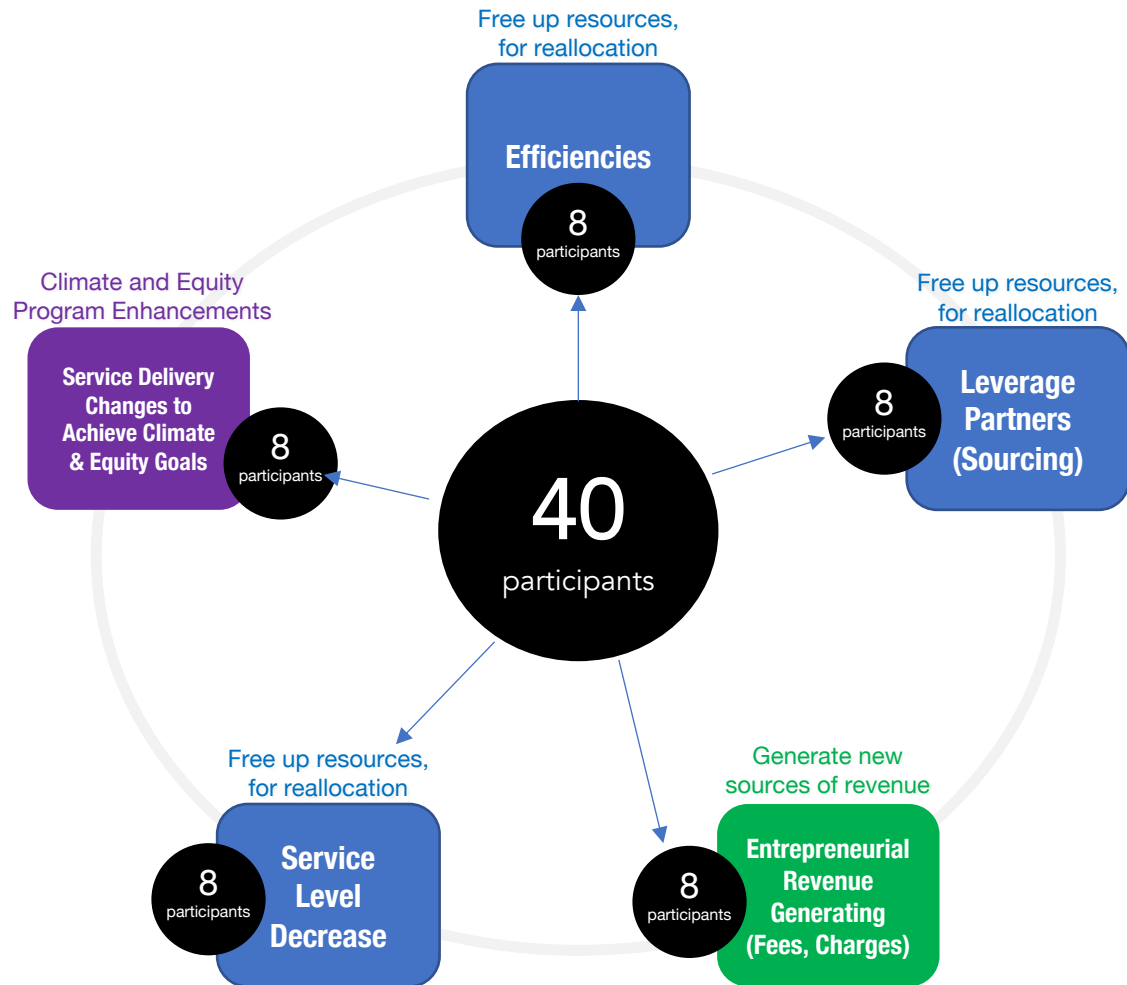 Free up resources,
for reallocation
Efficiencies
8
participants
Climate and Equity
Program Enhancements
Service Delivery
Changes to
Achieve Climate
& Equity Goals
8
participants
Free up resources,
for reallocation
Leverage
Partners
(Sourcing)
8
participants
40
participants
Free up resources,
for reallocation
Service
Level
Decrease
8
participants
Generate new
sources of revenue
Entrepreneurial
Revenue
Generating
(Fees, Charges)
8
participants